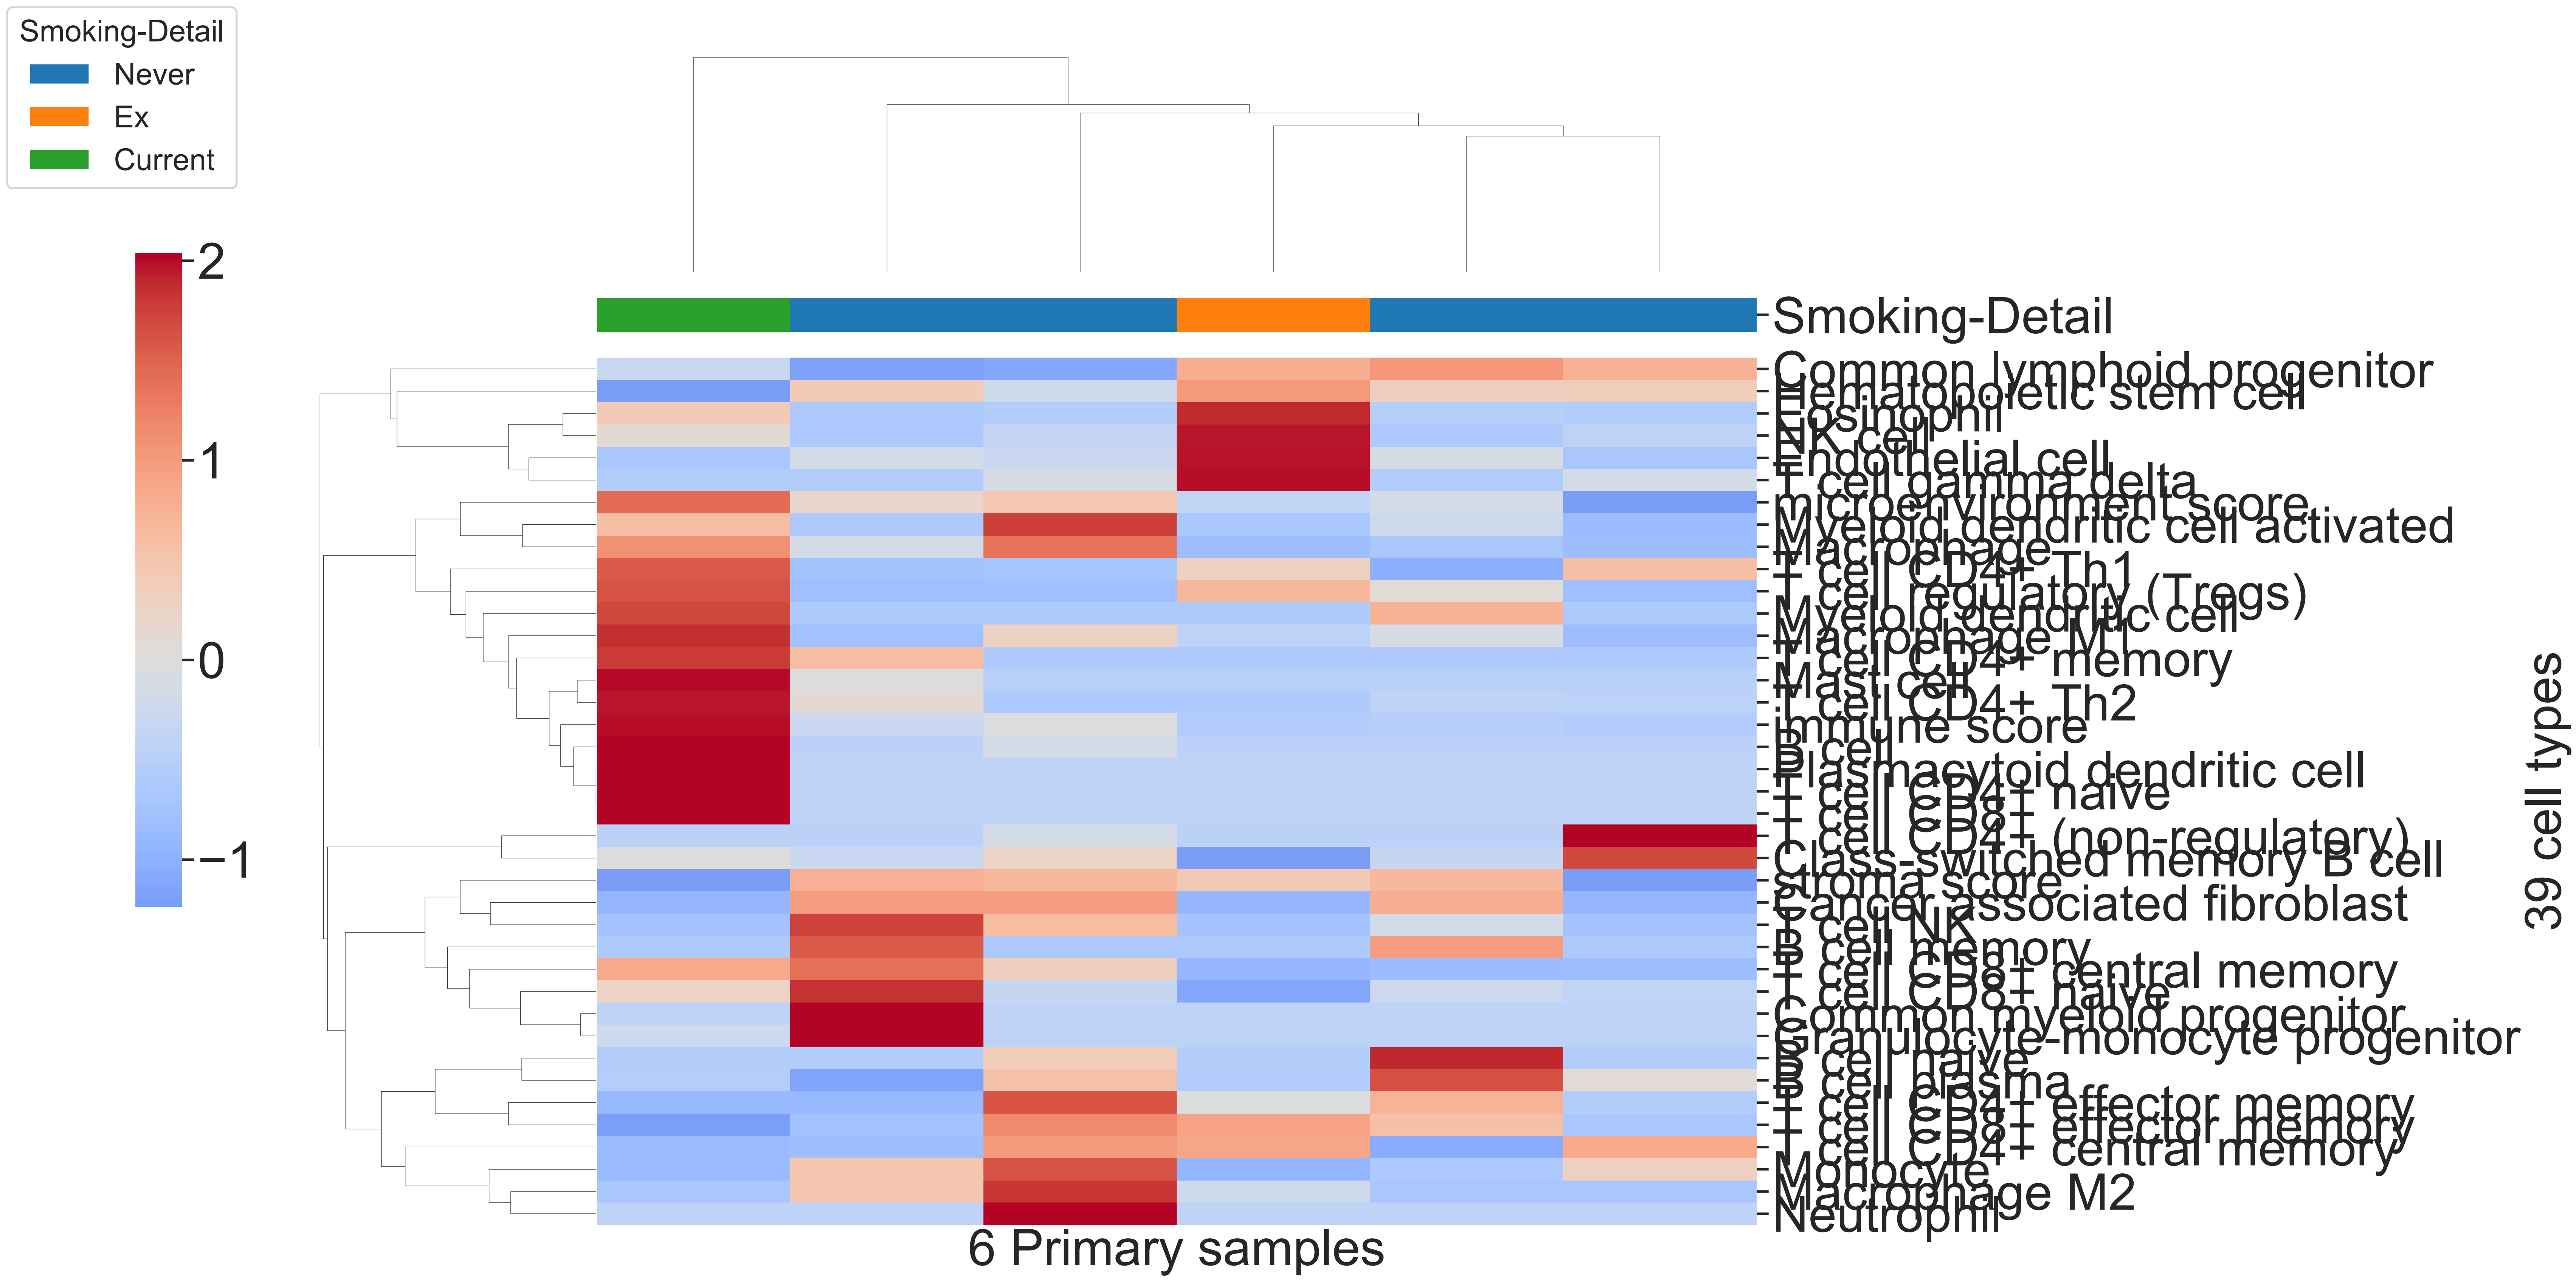 Smoking-Detail
Never
Ex
Current
2
1
0
−1
Smoking-Detail
Common lymphoid progenitor
Hematopoietic stem cell
Eosinophil
NK cell
Endothelial cell
T cell gamma delta
microenvironment score
Myeloid dendritic cell activated
Macrophage
T cell CD4+ Th1
T cell regulatory (Tregs)
Myeloid dendritic cell
Macrophage M1
T cell CD4+ memory
Mast cell
T cell CD4+ Th2
immune score
B cell
Plasmacytoid dendritic cell
T cell CD4+ naive
T cell CD8+
T cell CD4+ (non-regulatory)
Class-switched memory B cell
stroma score
Cancer associated fibroblast
T cell NK
B cell memory
T cell CD8+ central memory
T cell CD8+ naive
Common myeloid progenitor
Granulocyte-monocyte progenitor
B cell naive
B cell plasma
T cell CD4+ effector memory
T cell CD8+ effector memory
T cell CD4+ central memory
Monocyte
Macrophage M2
Neutrophil
39 cell types
6 Primary samples